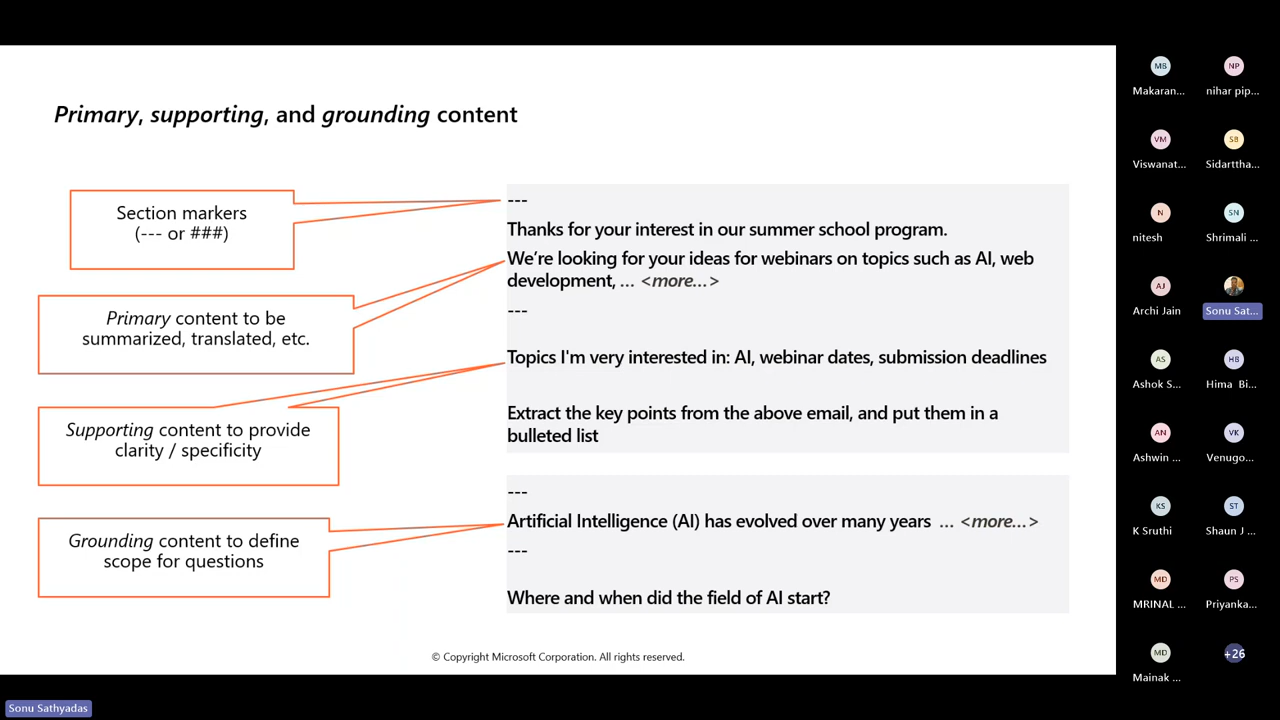 Primary, supporting, and grounding content
Section markers
(--- or ###)
Primary content to be
summarized, translated, etc.
Supporting content to provide
clarity / specificity
Grounding content to define
scope for questions
---
Thanks for your interest in our summer school program.
We’re looking for your ideas for webinars on topics such as AI, web
development, … <more…>
---
Topics I'm very interested in: AI, webinar dates, submission deadlines
Extract the key points from the above email, and put them in a
bulleted list
---
Artificial Intelligence (AI) has evolved over many years … <more…>
---
Where and when did the field of AI start?
© Copyright Microsoft Corporation. All rights reserved.
MB
Makaran...
NP
nihar pip...
VM
Viswanat...
SB
Sidarttha...
N
nitesh
SN
Shrimali ...
AJ
Archi Jain
Sonu Sat...
AS
Ashok S...
HB
Hima Bi...
AN
Ashwin ...
VK
Venugo...
KS
K Sruthi
ST
Shaun J ...
MD
MRINAL ...
PS
Priyanka...
MD
Mainak ...
+26
Sonu Sathyadas